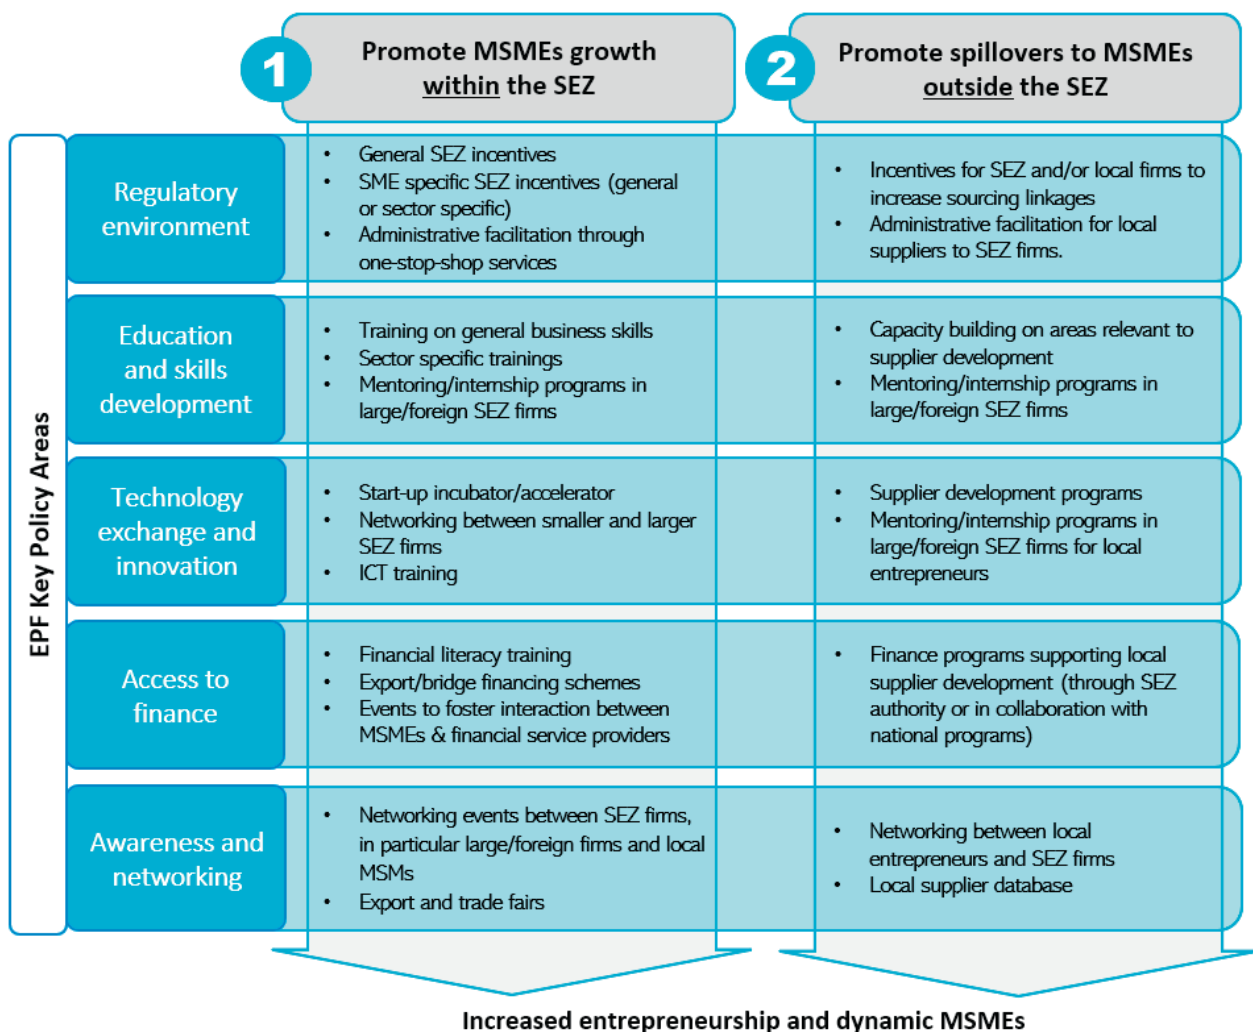 1
Promote MSMEs growth
within the SEZ
2
Promote spillovers to MSMEs
outside the SEZ
EPF Key Policy Areas
Regulatory
environment
• General SEZ incentives
• SME specific SEZ incentives (general
or sector specific)
• Administrative facilitation through
one-stop-shop services
• Incentives for SEZ and/or local firms to
increase sourcing linkages
• Administrative facilitation for local
suppliers to SEZ firms.
Education
and skills
development
• Training on general business skills
• Sector specific trainings
• Mentoring/internship programs in
large/foreign SEZ firms
• Capacity building on areas relevant to
supplier development
• Mentoring/internship programs in
large/foreign SEZ firms
Technology
exchange and
innovation
• Start-up incubator/accelerator
• Networking between smaller and larger
SEZ firms
• ICT training
• Supplier development programs
• Mentoring/internship programs in
large/foreign SEZ firms for local
entrepreneurs
Access to
finance
• Financial literacy training
• Export/bridge financing schemes
• Events to foster interaction between
MSMEs & financial service providers
• Finance programs supporting local
supplier development (through SEZ
authority or in collaboration with
national programs)
Awareness and
networking
• Networking events between SEZ firms,
in particular large/foreign firms and local
MSMs
• Export and trade fairs
• Networking between local
entrepreneurs and SEZ firms
• Local supplier database
Increased entrepreneurship and dynamic MSMEs